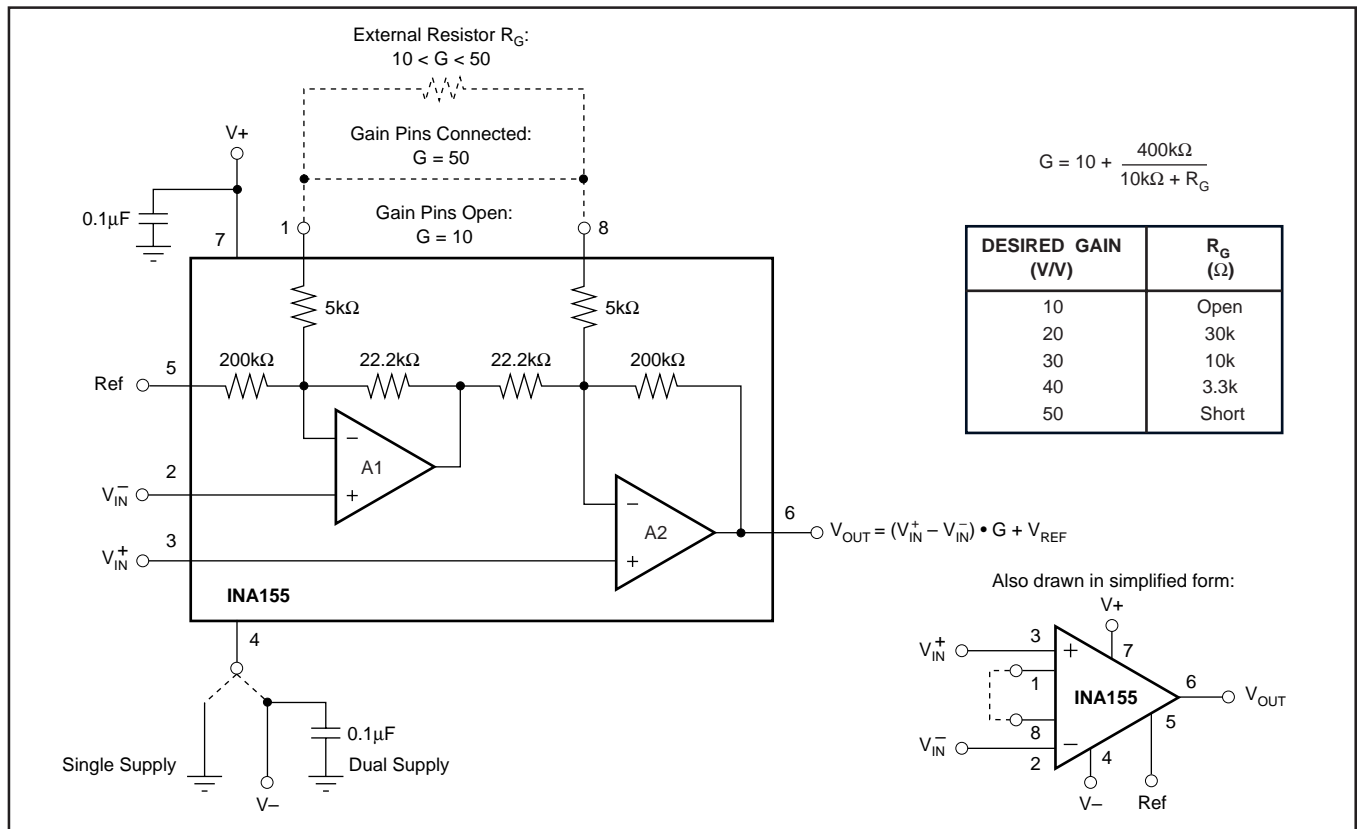 External Resistor R_G:
10 < G < 50
Gain Pins Connected:
G = 50
V+
0.1µF
7
1
Gain Pins Open:
G = 10
8
G = 10 + 400kΩ / 10kΩ + R_G
DESIRED GAIN (V/V) R_G (Ω)
10 Open
20 30k
30 10k
40 3.3k
50 Short
5kΩ
5kΩ
Ref 5 200kΩ 22.2kΩ 22.2kΩ 200kΩ
−
A1
+
2
V_IN^−
−
A2
+
6
V_OUT = (V_IN^+ – V_IN^−) • G + V_REF
3
V_IN^+
INA155
4
0.1µF
Single Supply
Dual Supply
V–
Also drawn in simplified form:
V+
V_IN^+ 3 + 7
1
INA155 6 V_OUT
5
8
V_IN^− 2 − 4
V– Ref